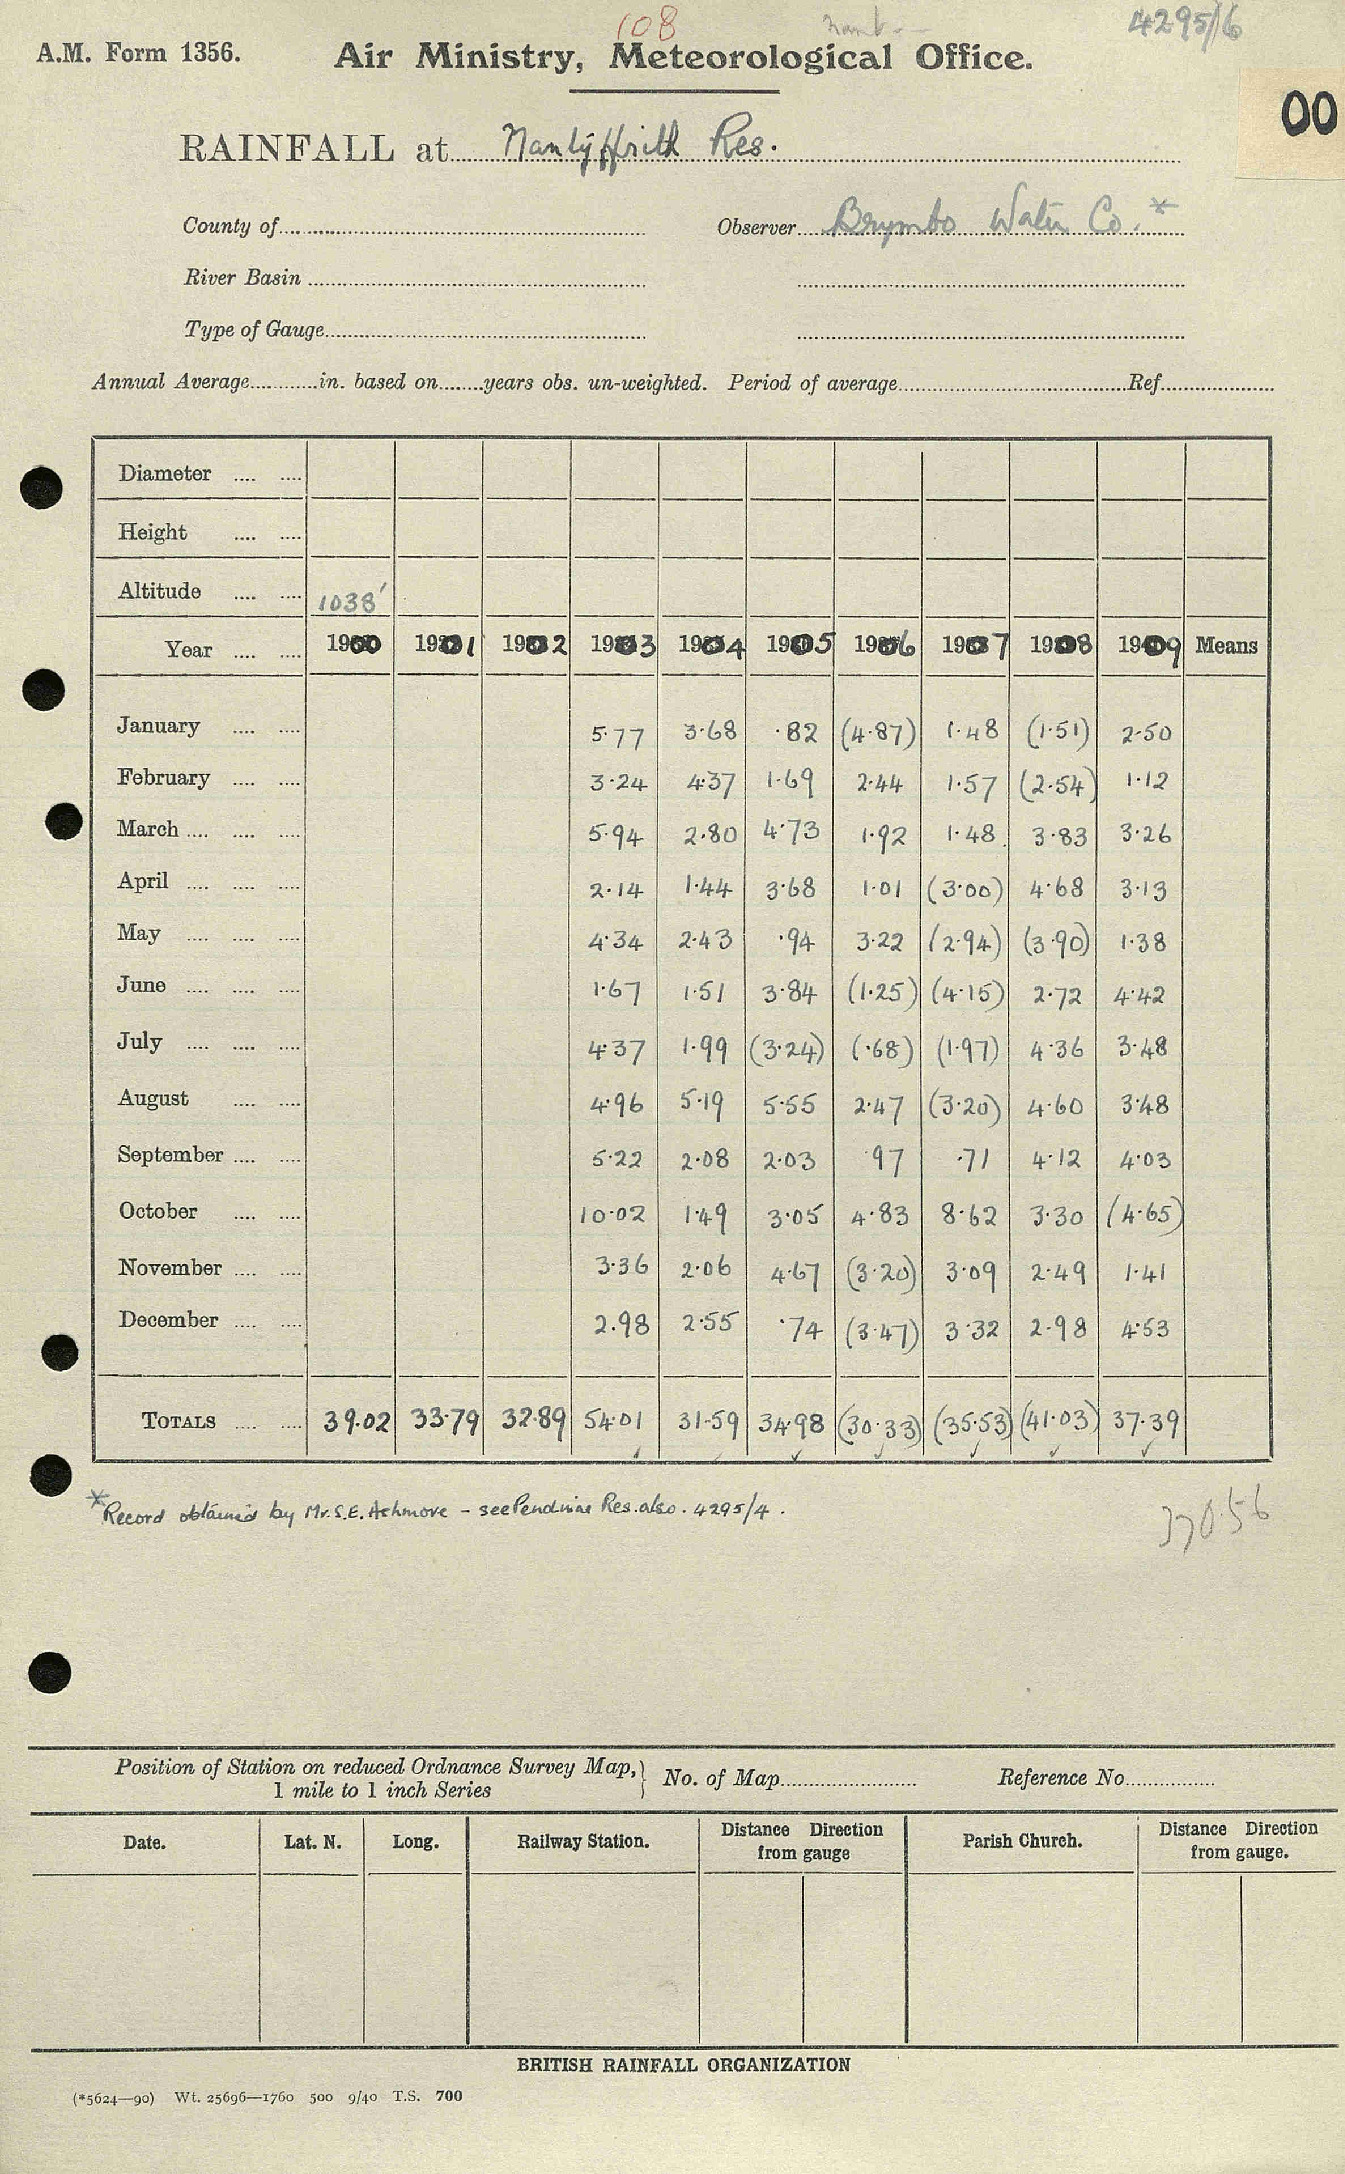 108 4295/6
A.M. Form 1356. Air Ministry, Meteorological Office.
00
RAINFALL at Nantyffrith Res.
County of Observer Brymbo Water Co. *
River Basin
Type of Gauge
Annual Average in. based on years obs. un-weighted. Period of average Ref.
Diameter
Height
Altitude 1038'
Year 1900 1901 1902 1903 1904 1905 1906 1907 1908 1909 Means
January 5.77 3.68 .82 (4.87) 1.48 (1.51) 2.50
February 3.24 4.37 1.69 2.44 1.57 (2.54) 1.12
March 5.94 2.80 4.73 1.92 1.48 3.83 3.26
April 2.14 1.44 3.68 1.01 (3.00) 4.68 3.13
May 4.34 2.43 .94 3.22 (2.94) (3.90) 1.38
June 1.67 1.51 3.84 (1.25) (4.15) 2.72 4.42
July 4.37 1.99 (3.24) (.68) (1.97) 4.36 3.48
August 4.96 5.19 5.55 2.47 (3.20) 4.60 3.48
September 5.22 2.08 2.03 .97 .71 4.12 4.03
October 10.02 1.49 3.05 4.83 8.62 3.30 (4.65)
November 3.36 2.06 4.67 (3.20) 3.09 2.49 1.41
December 2.98 2.55 .74 (3.47) 3.32 2.98 4.53
TOTALS 39.02 33.79 32.89 54.01 31.59 34.98 (30.33) (35.53) (41.03) 37.39
* Record obtained by Mr. S.E. Ashmore - see Pendinas Res. also. 4295/4.
370.56
Position of Station on reduced Ordnance Survey Map, } No. of Map Reference No.
1 mile to 1 inch Series
Date. Lat. N. Long. Railway Station. Distance Direction from gauge Parish Church. Distance Direction from gauge.
BRITISH RAINFALL ORGANIZATION
(*5624—90) Wt. 25696—1760 500 9/40 T.S. 700